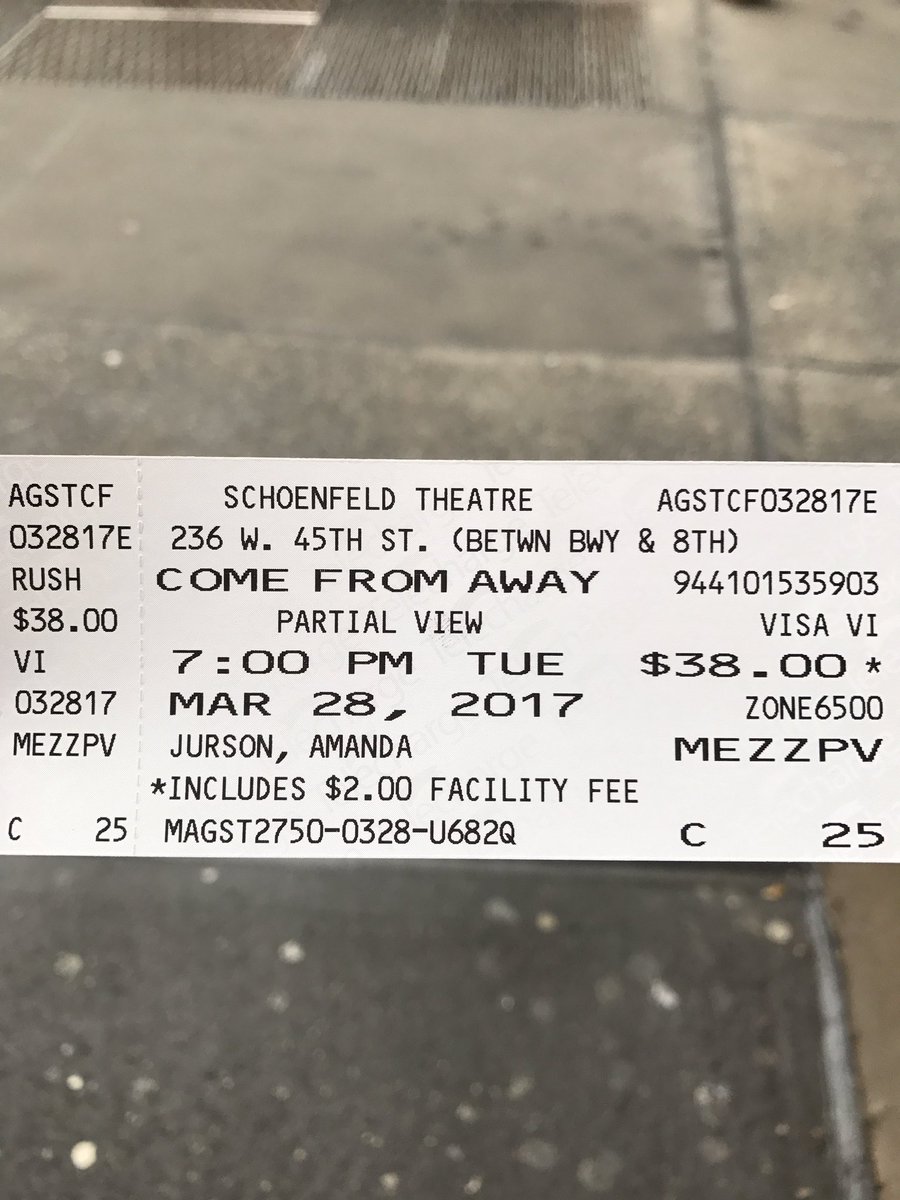 AGSTCF SCHOENFELD THEATRE AGSTCF032817E
032817E 236 W. 45TH ST. (BETWN BWY & 8TH)
RUSH COME FROM AWAY 944101535903
$38.00 PARTIAL VIEW VISA VI
VI 7:00 PM TUE $38.00 *
032817 MAR 28, 2017 ZONE6500
MEZZPV JURSON, AMANDA MEZZPV
*INCLUDES $2.00 FACILITY FEE
C 25 MAGST2750-0328-U682Q C 25